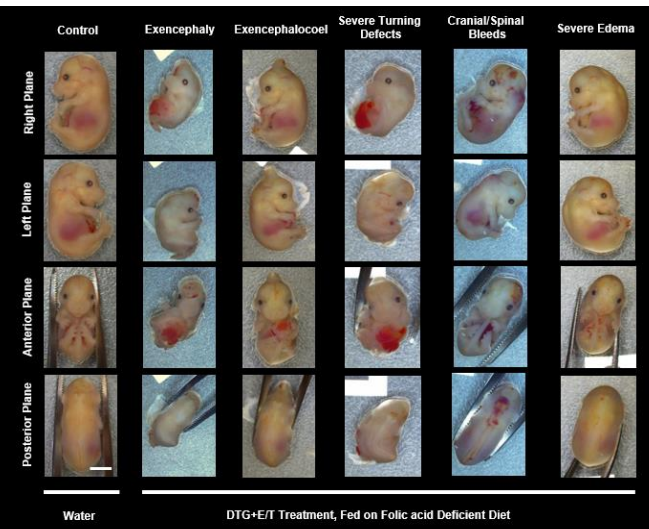 Control
Exencephaly
Exencephalocoel
Severe Turning
Defects
Cranial/Spinal
Bleeds
Severe Edema
Right Plane
Left Plane
Anterior Plane
Posterior Plane
Water
DTG+E/T Treatment, Fed on Folic acid Deficient Diet